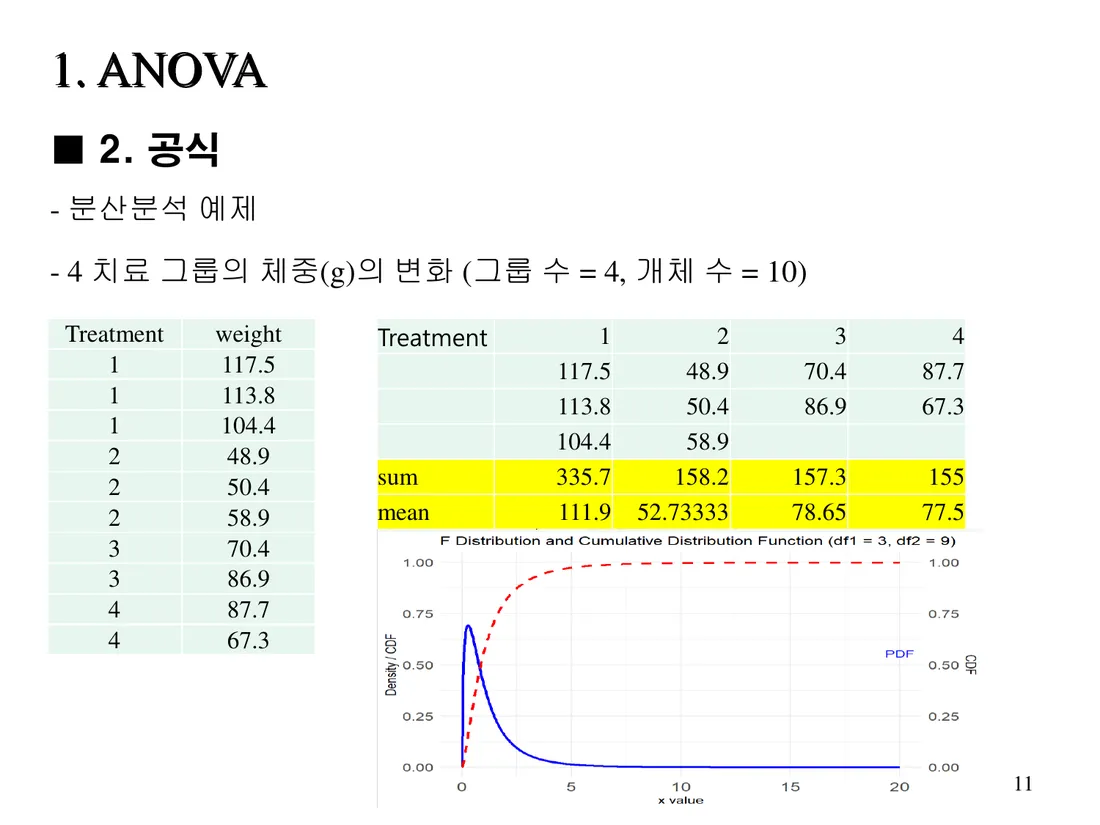 1. ANOVA
■ 2. 공식
- 분산분석 예제
- 4 치료 그룹의 체중(g)의 변화 (그룹 수 = 4, 개체 수 = 10)
Treatment weight
1 117.5
1 113.8
1 104.4
2 48.9
2 50.4
2 58.9
3 70.4
3 86.9
4 87.7
4 67.3
Treatment 1 2 3 4
117.5 48.9 70.4 87.7
113.8 50.4 86.9 67.3
104.4 58.9
sum 335.7 158.2 157.3 155
mean 111.9 52.73333 78.65 77.5
F Distribution and Cumulative Distribution Function (df1 = 3, df2 = 9)
Density / CDF
1.00 1.00
0.75 0.75
PDF
0.50 0.50
CDF
0.25 0.25
0.00 0.00
0 5 10 15 20
x value
11